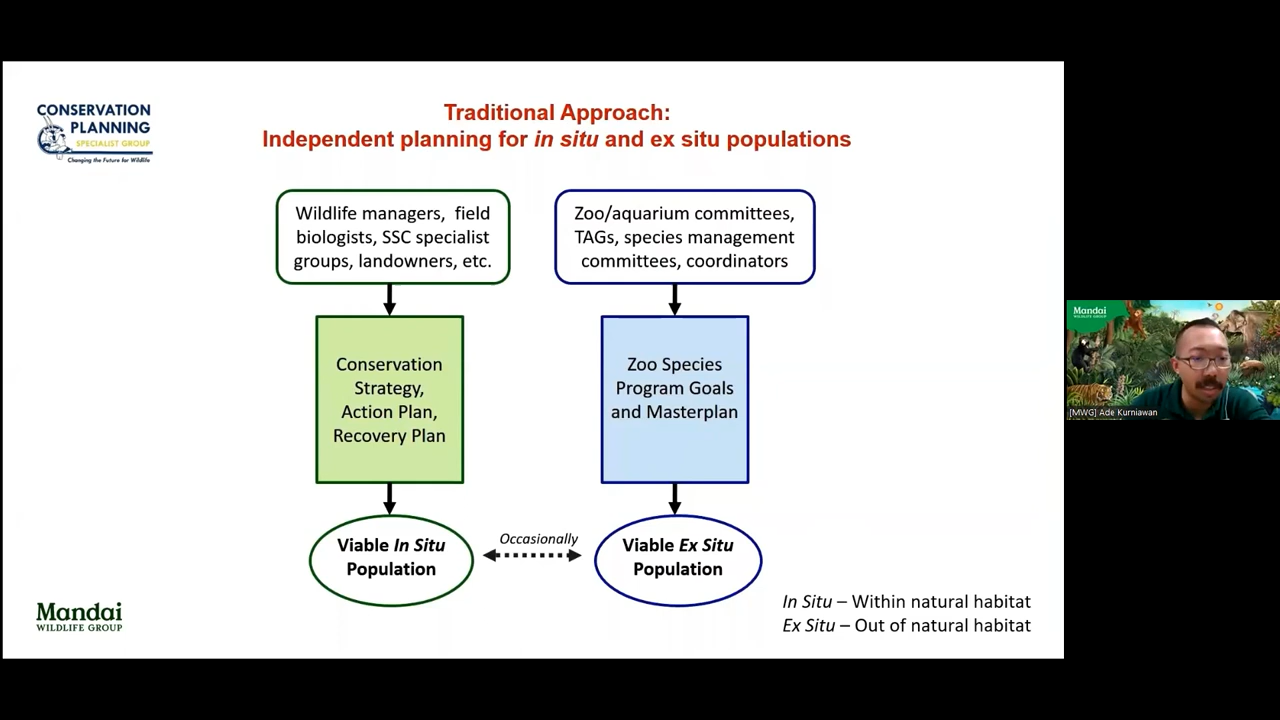 CONSERVATION
PLANNING
SPECIALIST GROUP
Changing the Future for Wildlife
Traditional Approach:
Independent planning for in situ and ex situ populations
Wildlife managers, field
biologists, SSC specialist
groups, landowners, etc.
Zoo/aquarium committees,
TAGs, species management
committees, coordinators
Conservation
Strategy,
Action Plan,
Recovery Plan
Zoo Species
Program Goals
and Masterplan
Viable In Situ
Population
Occasionally
Viable Ex Situ
Population
In Situ – Within natural habitat
Ex Situ – Out of natural habitat
Mandai
WILDLIFE GROUP
Mandai
WILDLIFE GROUP
[MWG] Ade Kurniawan